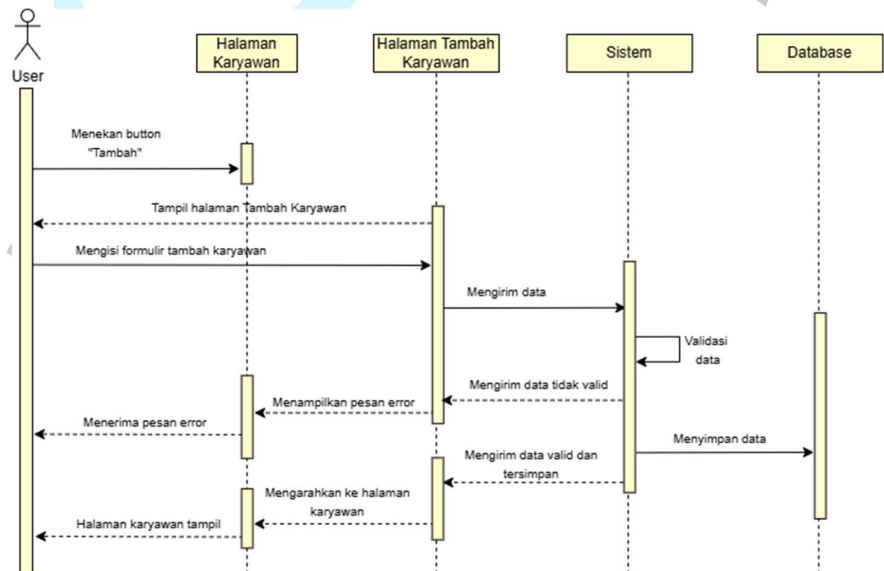 User
Halaman
Karyawan
Halaman Tambah
Karyawan
Sistem
Database
Menekan button
"Tambah"
Tampil halaman Tambah Karyawan
Mengisi formulir tambah karyawan
Mengirim data
Validasi
data
Mengirim data tidak valid
Menampilkan pesan error
Menerima pesan error
Menyimpan data
Mengirim data valid dan
tersimpan
Mengarahkan ke halaman
karyawan
Halaman karyawan tampil